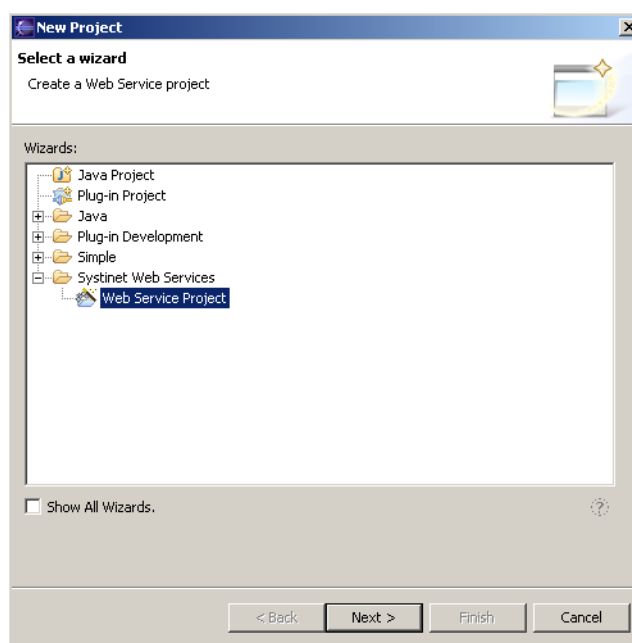 New Project
Select a wizard
Create a Web Service project
Wizards:
Java Project
Plug-in Project
Java
Plug-in Development
Simple
Systinet Web Services
Web Service Project
Show All Wizards.
< Back Next > Finish Cancel